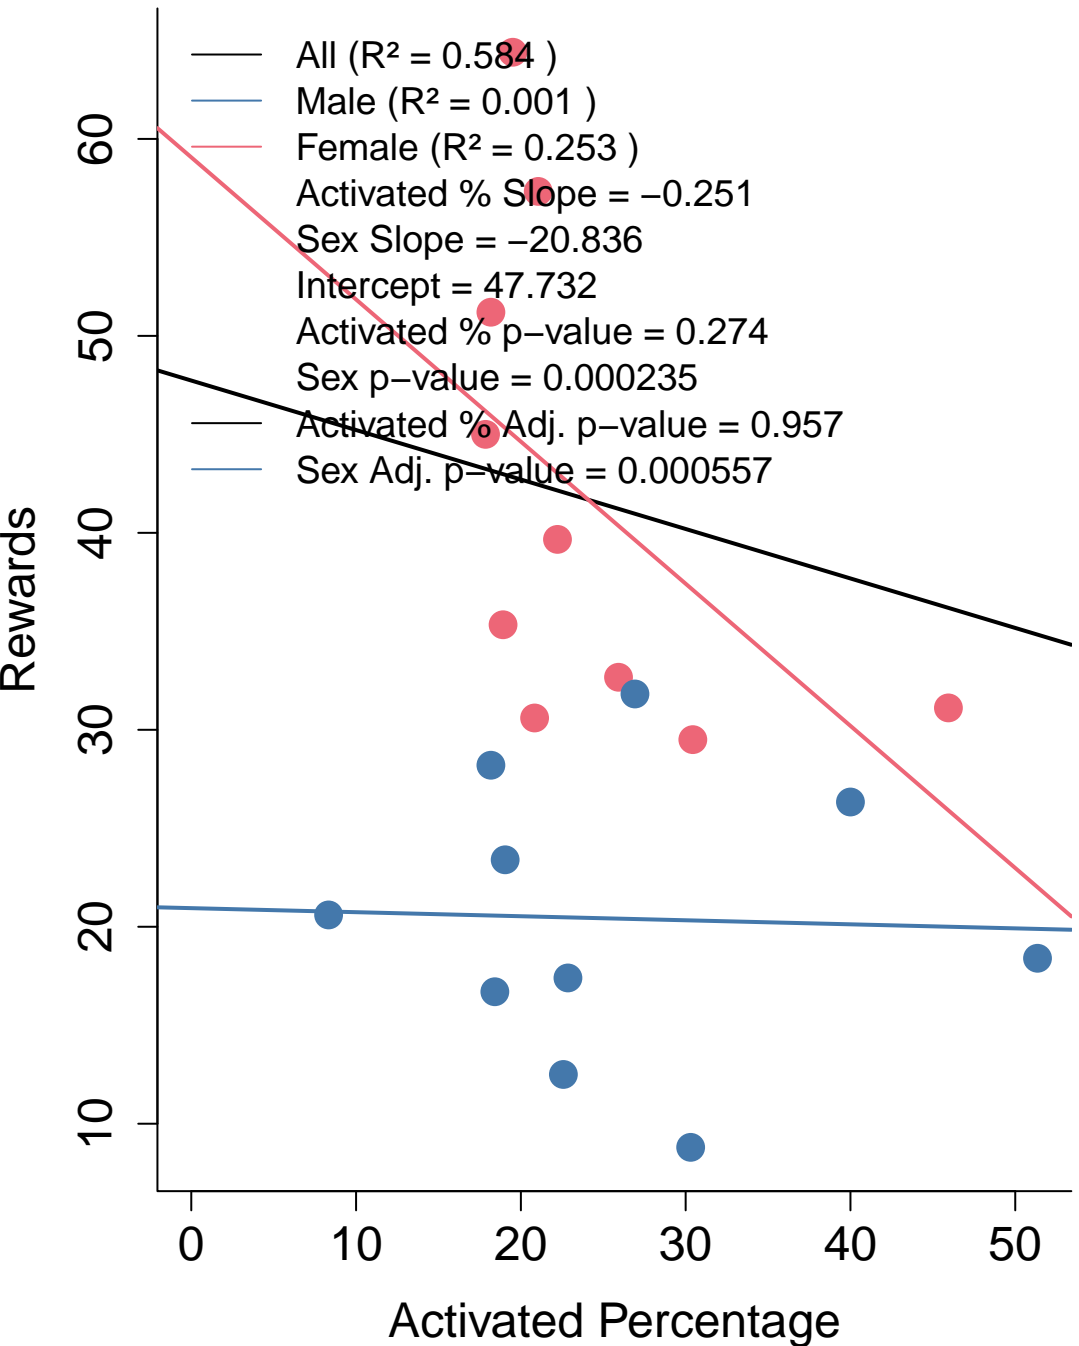 All (R² = 0.584 )
Male (R² = 0.001 )
Female (R² = 0.253 )
Activated % Slope = −0.251
Sex Slope = −20.836
Intercept = 47.732
Activated % p−value = 0.274
Sex p−value = 0.000235
Activated % Adj. p−value = 0.957
Sex Adj. p−value = 0.000557
Rewards
60
50
40
30
20
10
0 10 20 30 40 50
Activated Percentage